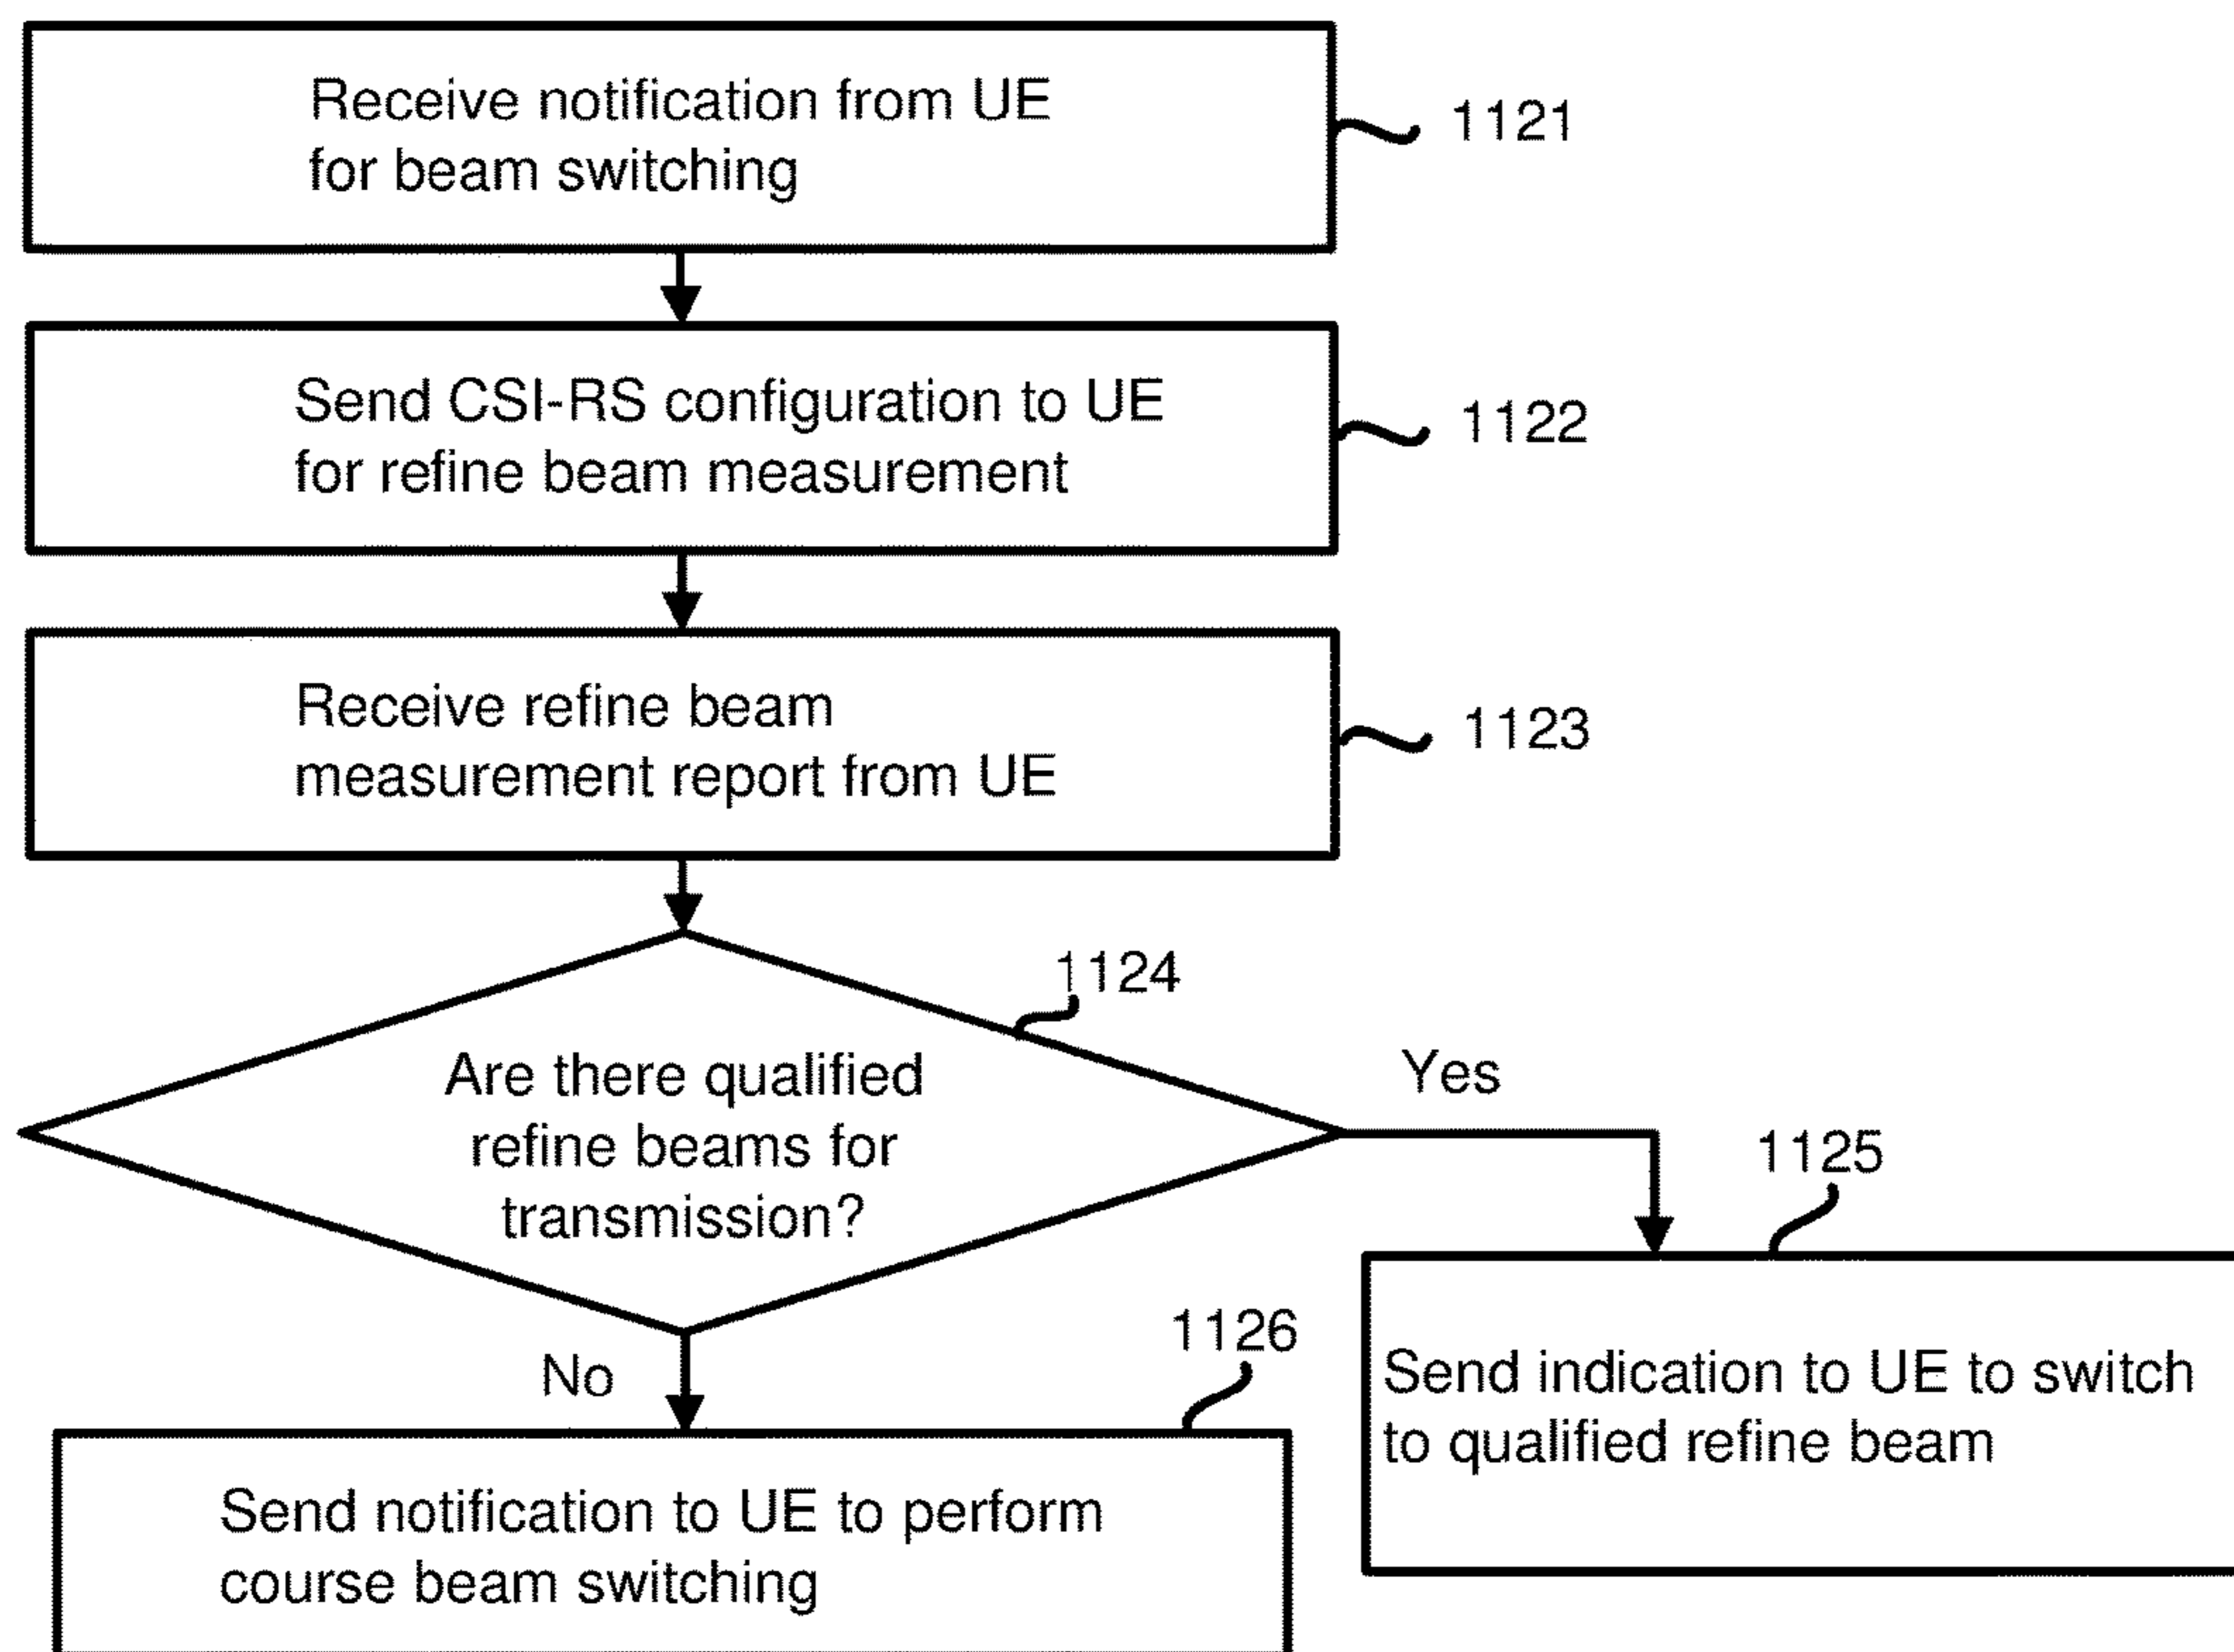 Receive notification from UE
for beam switching
1121
Send CSI-RS configuration to UE
for refine beam measurement
1122
Receive refine beam
measurement report from UE
1123
1124
Are there qualified
refine beams for
transmission?
Yes
1125
Send indication to UE to switch
to qualified refine beam
No
1126
Send notification to UE to perform
course beam switching